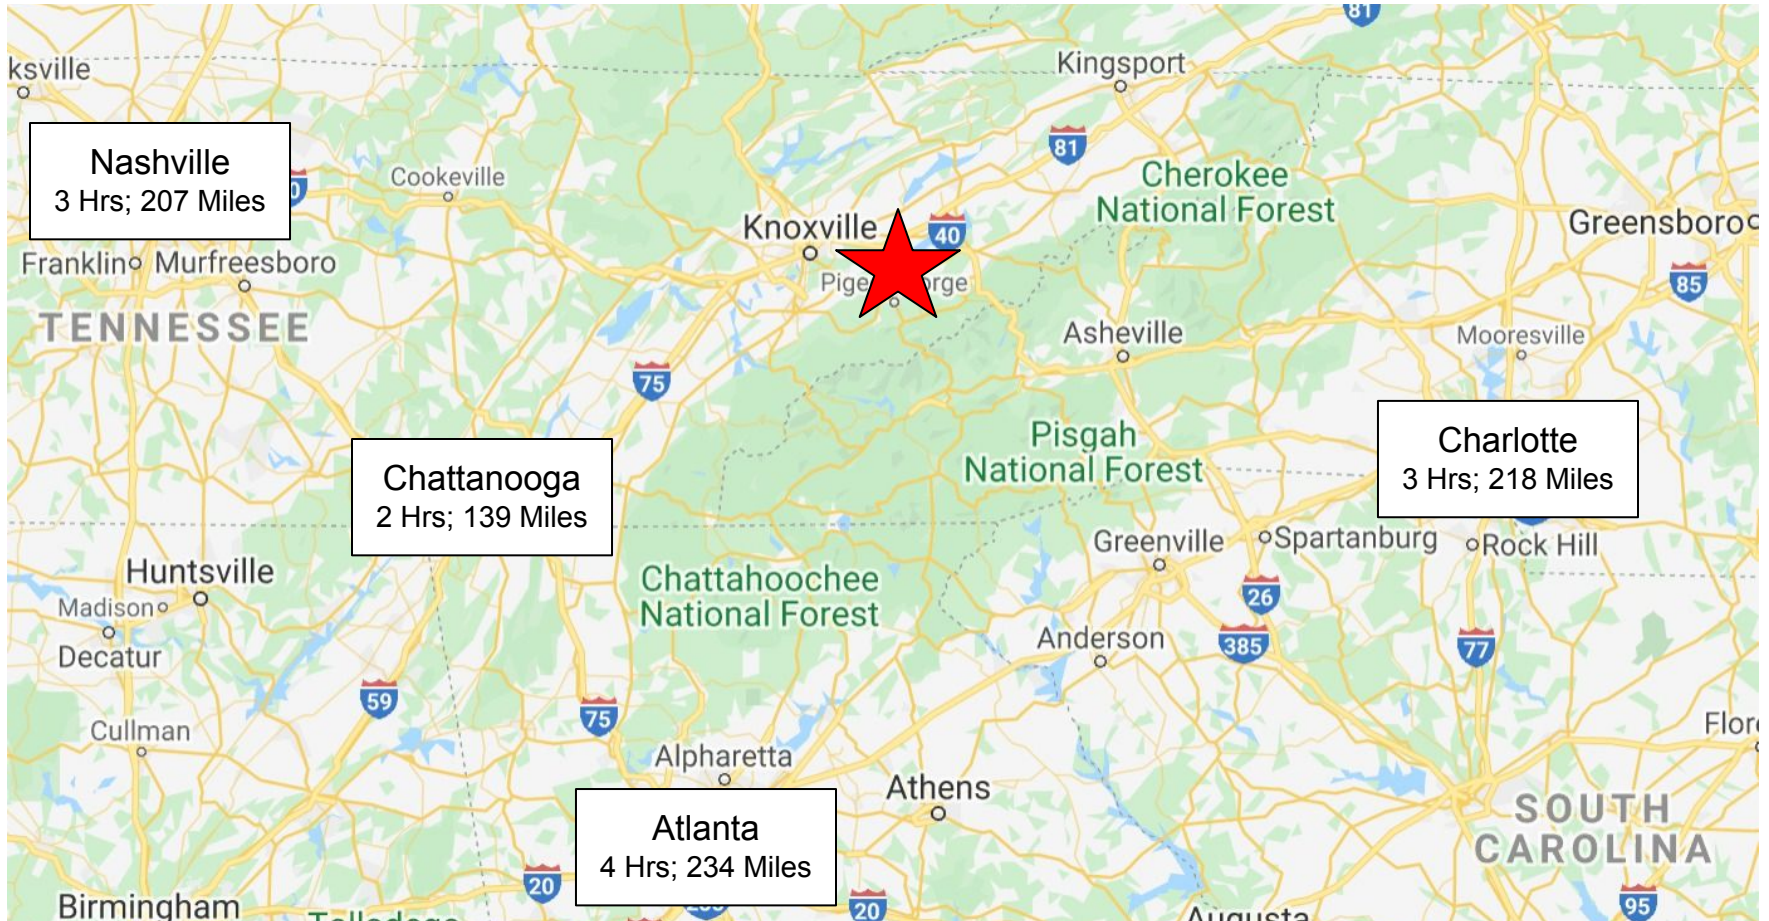 81
ksville
Kingsport
Nashville
3 Hrs; 207 Miles
81
Cookeville
Cherokee
National Forest
Knoxville
40
Greensboro
Franklin
Murfreesboro
85
TENNESSEE
Asheville
Mooresville
75
Pisgah
National Forest
Charlotte
3 Hrs; 218 Miles
Chattanooga
2 Hrs; 139 Miles
Greenville
Spartanburg
Rock Hill
Huntsville
Chattahoochee
National Forest
26
Madison
Decatur
Anderson
385
77
59
75
Cullman
Flor
Alpharetta
Athens
SOUTH
CAROLINA
Atlanta
4 Hrs; 234 Miles
20
20
95
Birmingham